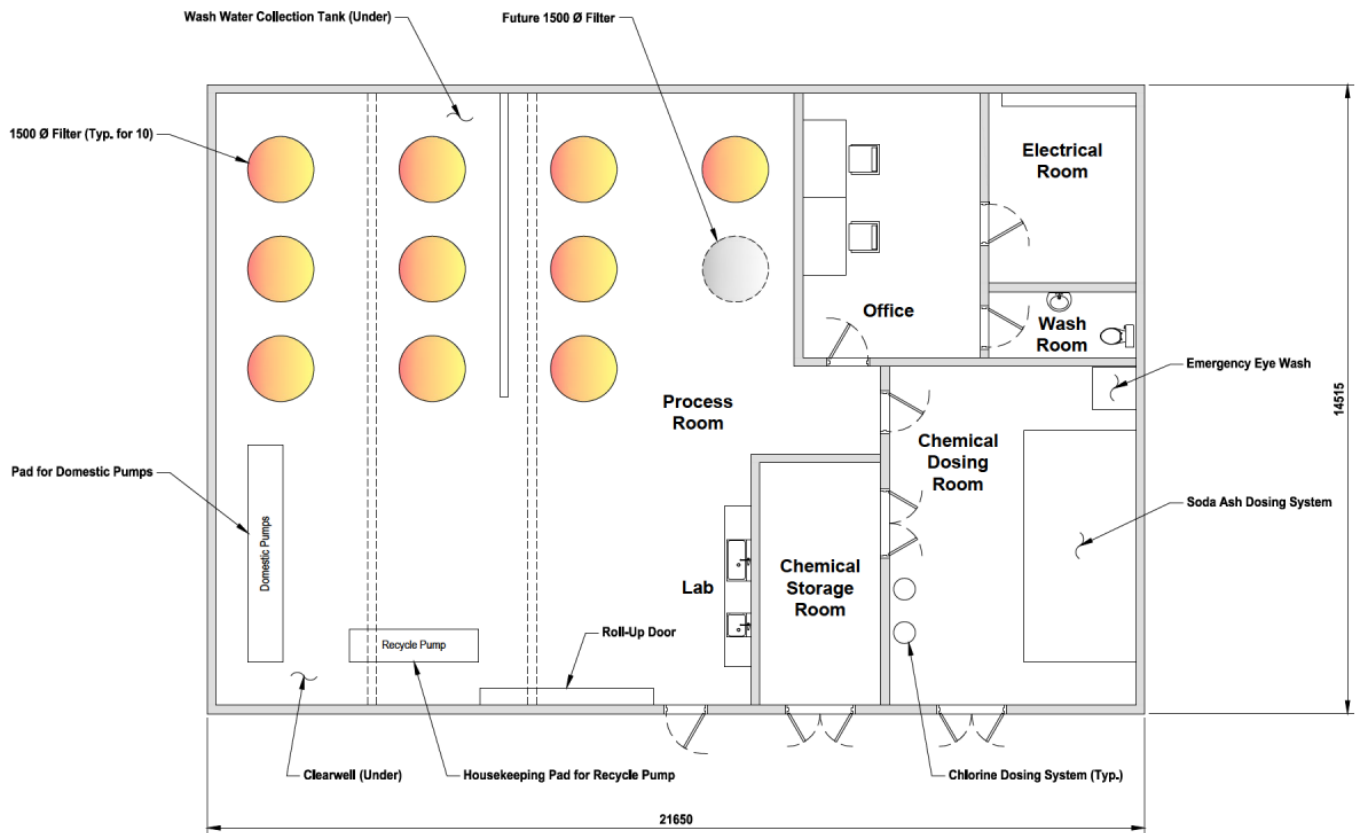 Wash Water Collection Tank (Under)
Future 1500 Ø Filter
1500 Ø Filter (Typ. for 10)
Electrical
Room
Office
Wash
Room
Emergency Eye Wash
14515
Process
Room
Chemical
Dosing
Room
Pad for Domestic Pumps
Soda Ash Dosing System
Domestic Pumps
Lab
Chemical
Storage
Room
Roll-Up Door
Recycle Pump
Clearwell (Under)
Housekeeping Pad for Recycle Pump
Chlorine Dosing System (Typ.)
21650